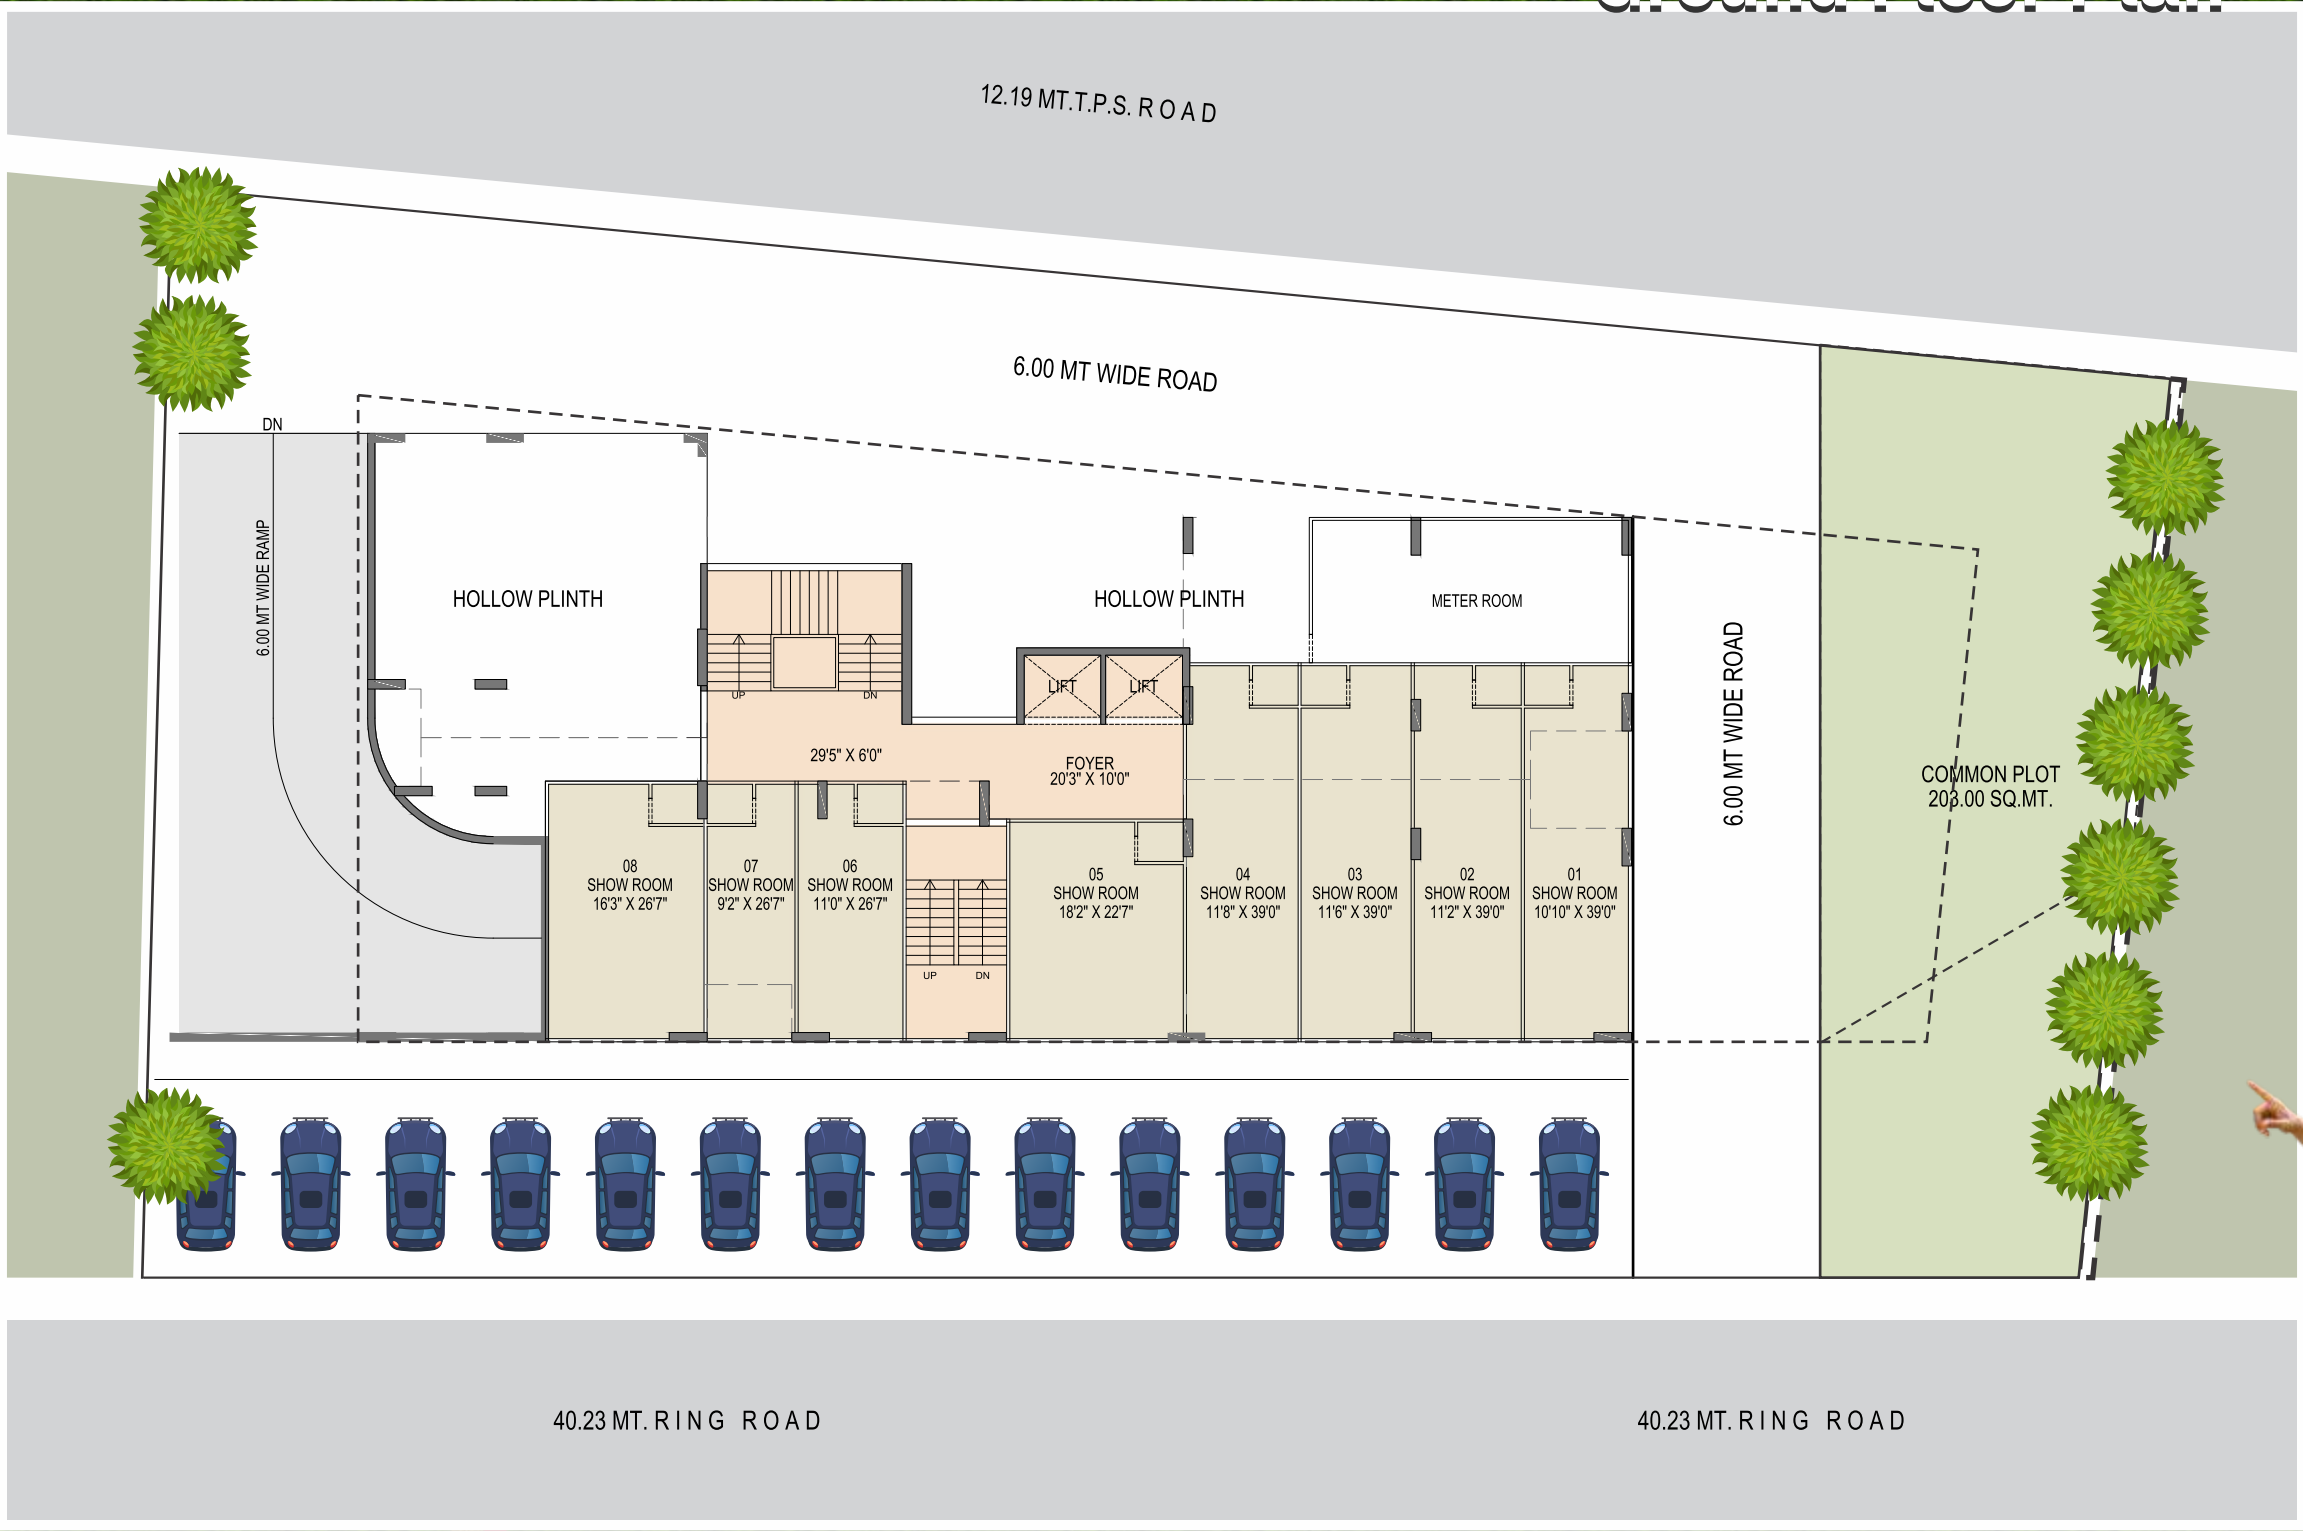 Ground Floor Plan
12.19 MT.T.P.S. ROAD
6.00 MT WIDE ROAD
DN
6.00 MT WIDE RAMP
HOLLOW PLINTH
HOLLOW PLINTH
METER ROOM
6.00 MT WIDE ROAD
UP
DN
LIFT
LIFT
29'5" X 6'0"
FOYER
20'3" X 10'0"
COMMON PLOT
203.00 SQ.MT.
08
SHOW ROOM
16'3" X 26'7"
07
SHOW ROOM
9'2" X 26'7"
06
SHOW ROOM
11'0" X 26'7"
05
SHOW ROOM
18'2" X 22'7"
04
SHOW ROOM
11'8" X 39'0"
03
SHOW ROOM
11'6" X 39'0"
02
SHOW ROOM
11'2" X 39'0"
01
SHOW ROOM
10'10" X 39'0"
UP
DN
40.23 MT. RING ROAD
40.23 MT. RING ROAD